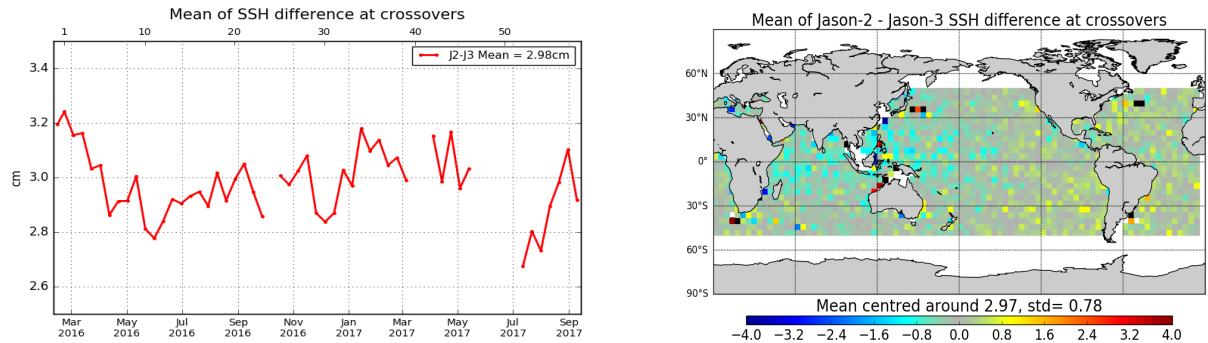 Mean of SSH difference at crossovers
1 10 20 30 40 50
J2-J3 Mean = 2.98cm
3.4
3.2
3.0
2.8
2.6
cm
Mar 2016
May 2016
Jul 2016
Sep 2016
Nov 2016
Jan 2017
Mar 2017
May 2017
Jul 2017
Sep 2017
Mean of Jason-2 - Jason-3 SSH difference at crossovers
60°N
30°N
0°
30°S
60°S
90°S
Mean centred around 2.97, std= 0.78
−4.0 −3.2 −2.4 −1.6 −0.8 0.0 0.8 1.6 2.4 3.2 4.0